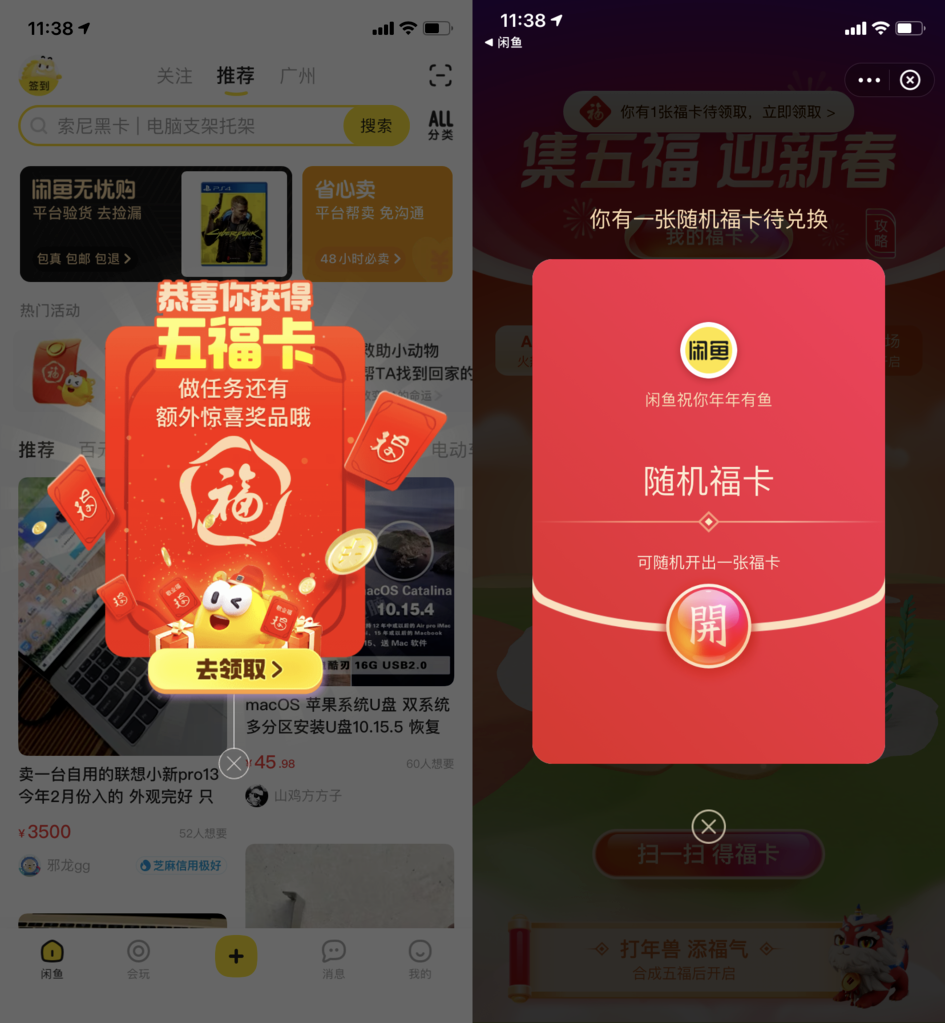 11:38
签到
关注
推荐
广州
索尼黑卡 | 电脑支架托架
搜索
ALL
分类
闲鱼无忧购
平台验货 去捡漏
包真 包邮 包退 >
PS4
省心卖
平台帮卖 免沟通
48小时必卖 >
热门活动
救助小动物
帮TA找到回家的
恭喜你获得
五福卡
做任务还有
额外惊喜奖品哦
福
福
去领取 >
推荐
百元
电动车
macOS Catalina
10.15.4
酷刃 16G USB2.0
卖一台自用的联想小新pro13
今年2月份入的 外观完好 只
¥3500
52人想要
邪龙gg
芝麻信用极好
macOS 苹果系统U盘 双系统
多分区安装U盘10.15.5 恢复
¥45.98
60人想要
山鸡方方子
闲鱼
会玩
消息
我的
11:38
闲鱼
你有1张福卡待领取，立即领取 >
集五福 迎新春
你有一张随机福卡待兑换
我的福卡 >
攻略
闲鱼
闲鱼祝你年年有鱼
随机福卡
可随机开出一张福卡
開
扫一扫 得福卡
打年兽 添福气
合成五福后开启